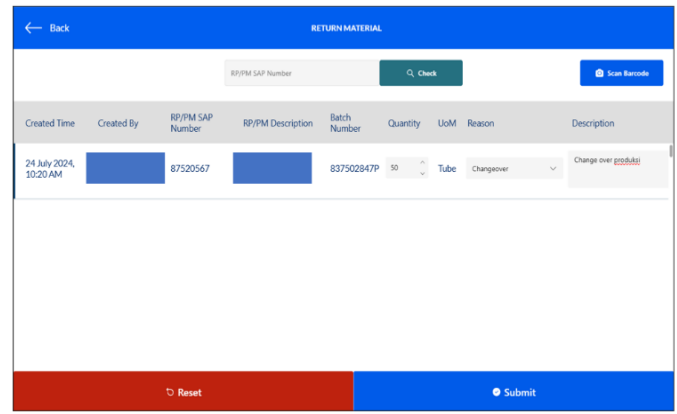 Back
RETURN MATERIAL
RP/PM SAP Number
Check
Scan Barcode
Created Time
Created By
RP/PM SAP
Number
RP/PM Description
Batch
Number
Quantity
UoM
Reason
Description
24 July 2024,
10:20 AM
87520567
837502847P
50
Tube
Changeover
Change over produksi
Reset
Submit